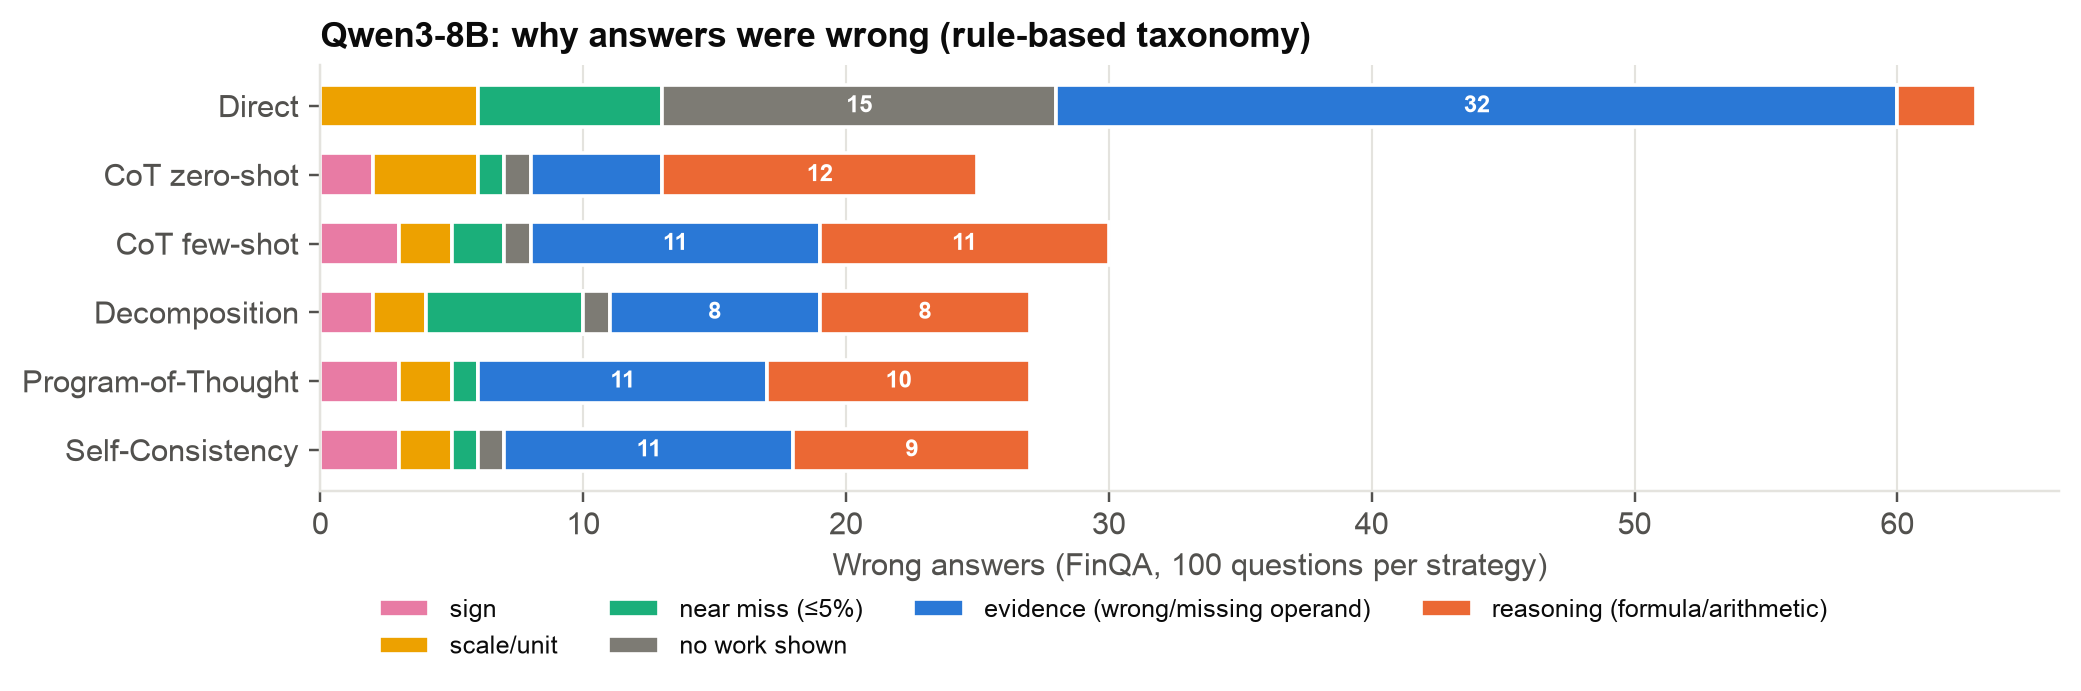 Qwen3-8B: why answers were wrong (rule-based taxonomy)
Direct 15 32
CoT zero-shot 12
CoT few-shot 11 11
Decomposition 8 8
Program-of-Thought 11 10
Self-Consistency 11 9
0 10 20 30 40 50 60
Wrong answers (FinQA, 100 questions per strategy)
sign near miss (≤5%) evidence (wrong/missing operand) reasoning (formula/arithmetic)
scale/unit no work shown